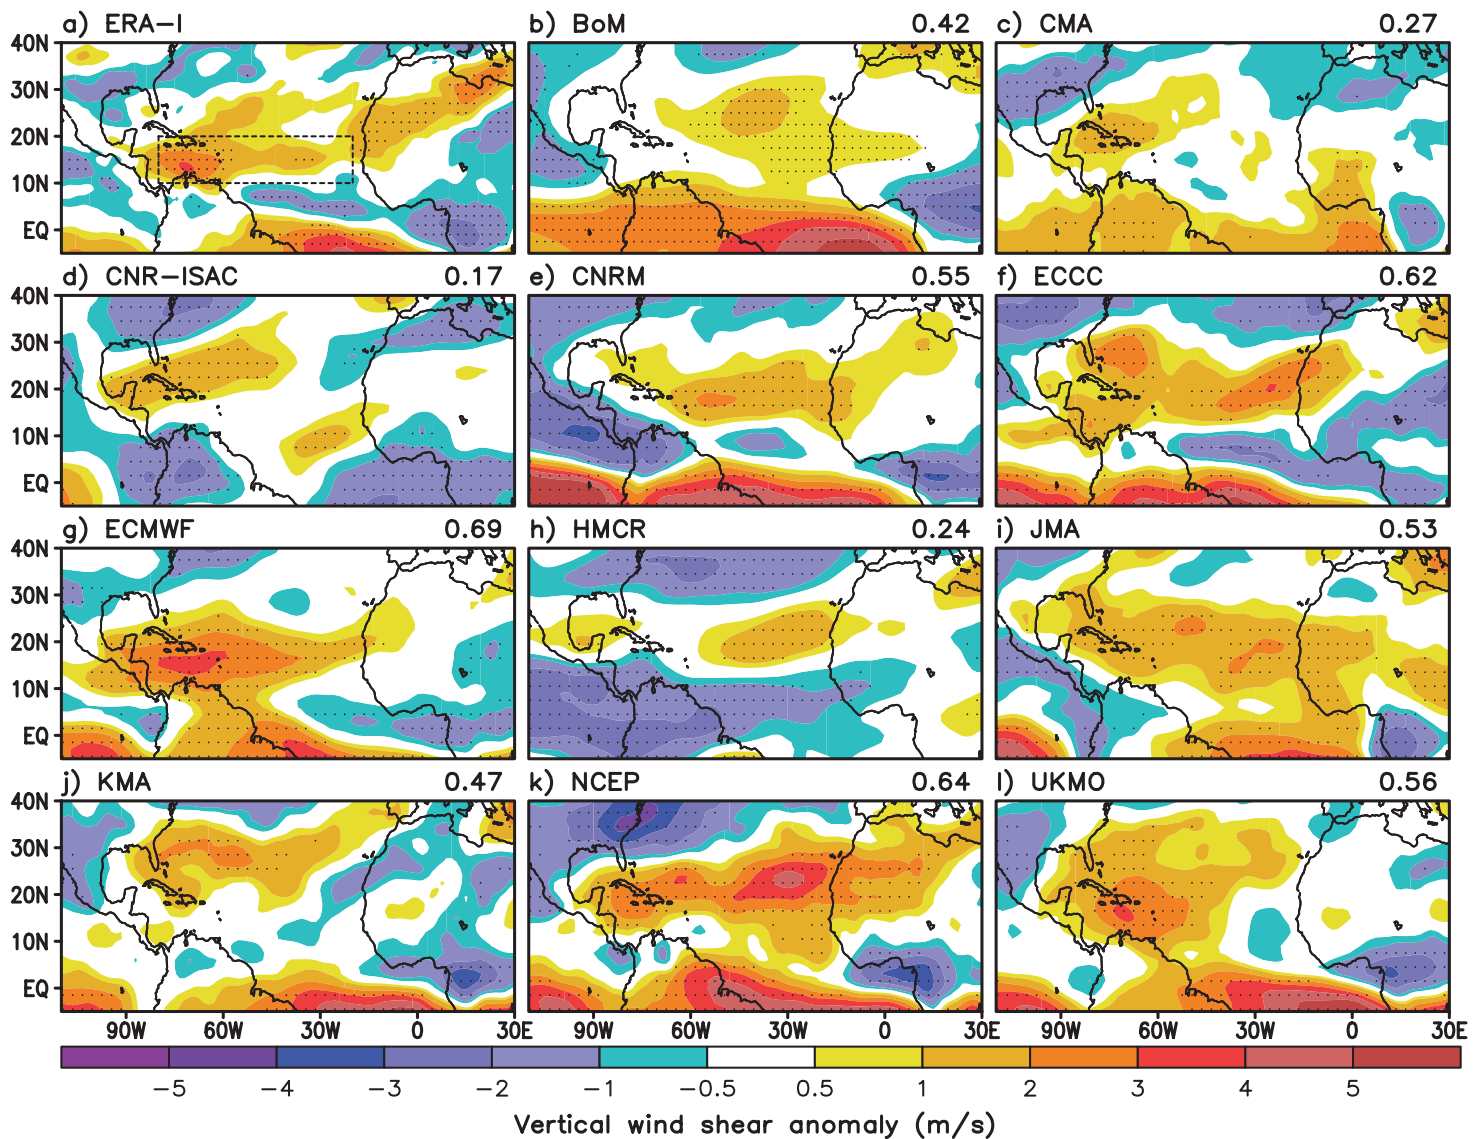 a) ERA-I
b) BoM 0.42
c) CMA 0.27
40N
30N
20N
10N
EQ
d) CNR-ISAC 0.17
e) CNRM 0.55
f) ECCC 0.62
40N
30N
20N
10N
EQ
g) ECMWF 0.69
h) HMCR 0.24
i) JMA 0.53
40N
30N
20N
10N
EQ
j) KMA 0.47
k) NCEP 0.64
l) UKMO 0.56
40N
30N
20N
10N
EQ
90W 60W 30W 0 30E 90W 60W 30W 0 30E 90W 60W 30W 0 30E
-5 -4 -3 -2 -1 -0.5 0.5 1 2 3 4 5
Vertical wind shear anomaly (m/s)